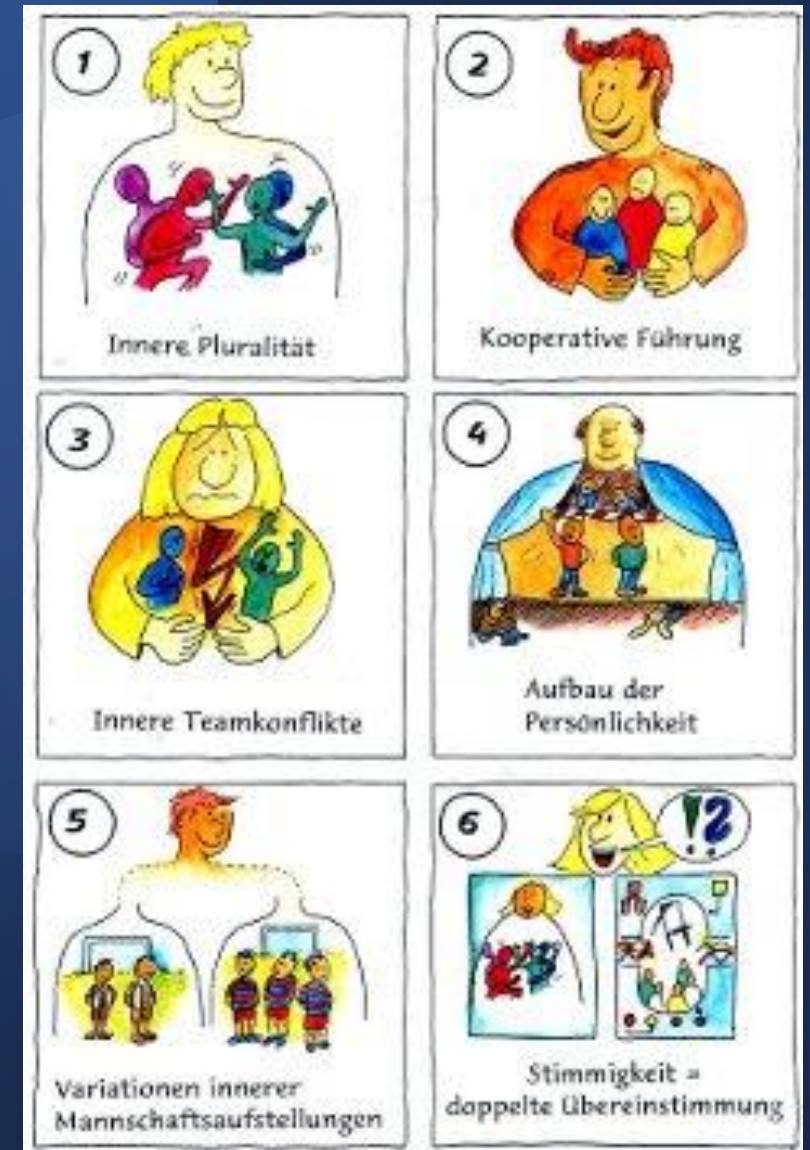 1
Innere Pluralität
2
Kooperative Führung
3
Innere Teamkonflikte
4
Aufbau der
Persönlichkeit
5
Variationen innerer
Mannschaftsaufstellungen
6
!?
Stimmigkeit =
doppelte Übereinstimmung